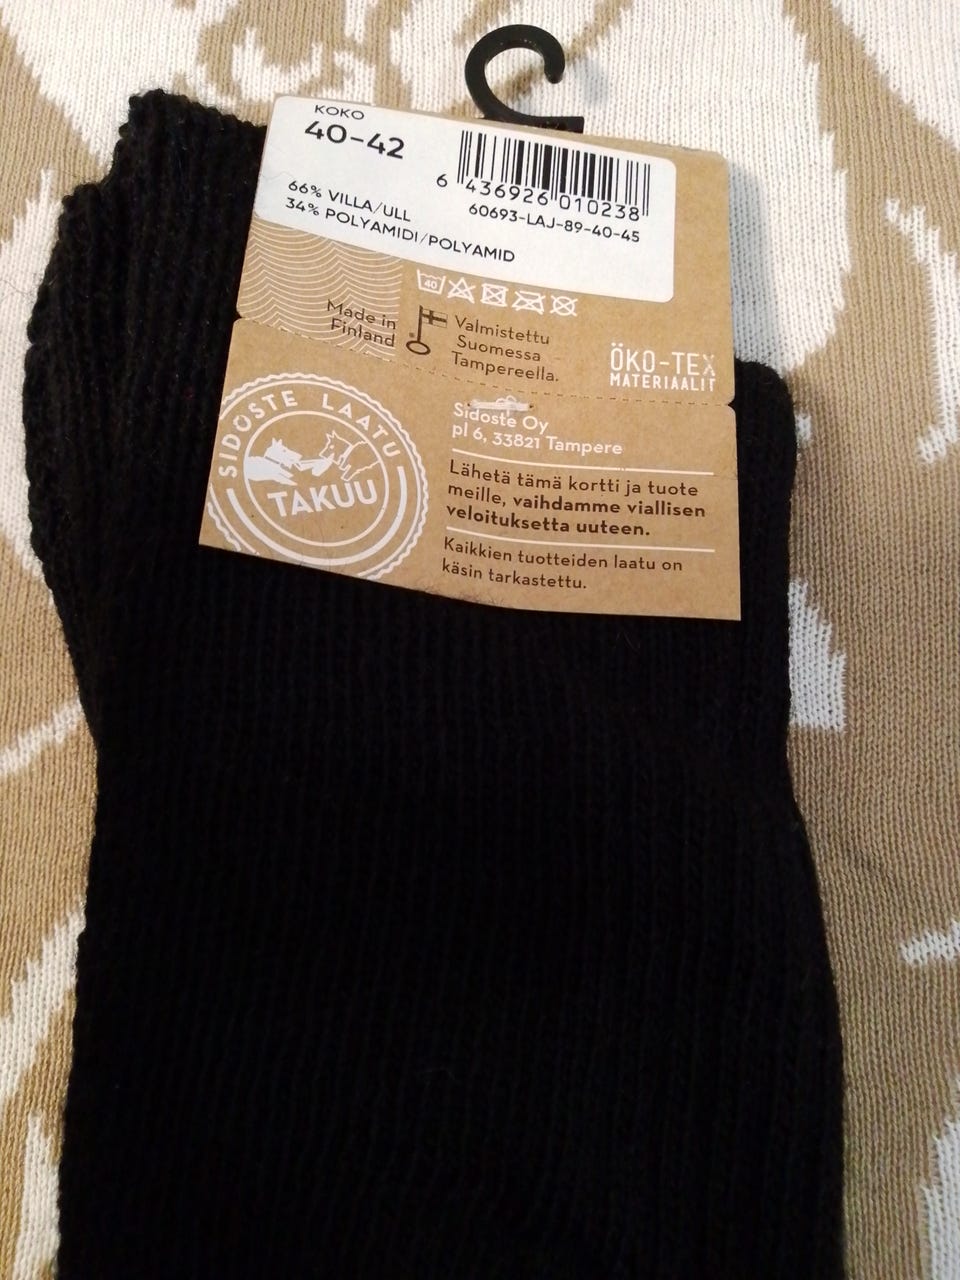 KOKO
40-42
6 436926 010238
60693-LAJ-89-40-45
66% VILLA/ULL
34% POLYAMIDI/POLYAMID
40
Made in
Finland
Valmistettu
Suomessa
Tampereella.
ÖKO-TEX
MATERIAALIT
SIDOSTE LAATU
TAKUU
Sidoste Oy
pl 6, 33821 Tampere
Lähetä tämä kortti ja tuote
meille, vaihdamme viallisen
veloituksetta uuteen.
Kaikkien tuotteiden laatu on
käsin tarkastettu.